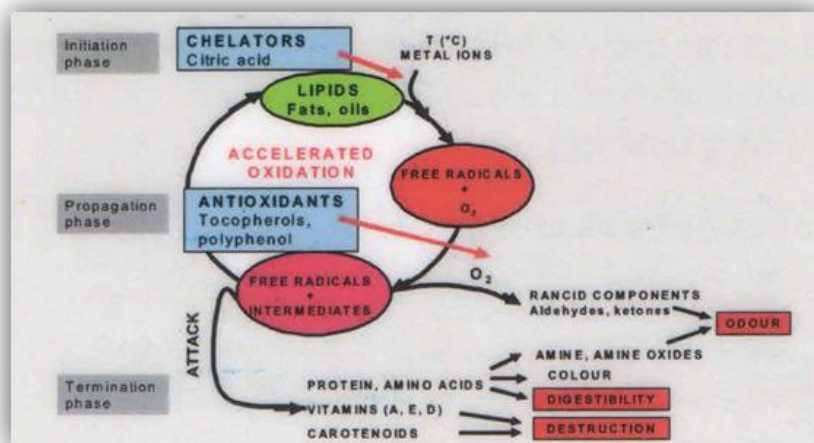 Initiation
phase
CHELATORS
Citric acid
T (°C)
METAL IONS
LIPIDS
Fats, oils
ACCELERATED
OXIDATION
FREE RADICALS
+
O₂
Propagation
phase
ANTIOXIDANTS
Tocopherols,
polyphenol
O₂
FREE RADICALS
+
INTERMEDIATES
RANCID COMPONENTS
Aldehydes, ketones
ODOUR
ATTACK
AMINE, AMINE OXIDES
Termination
phase
PROTEIN, AMINO ACIDS
COLOUR
DIGESTIBILITY
VITAMINS (A, E, D)
DESTRUCTION
CAROTENOIDS